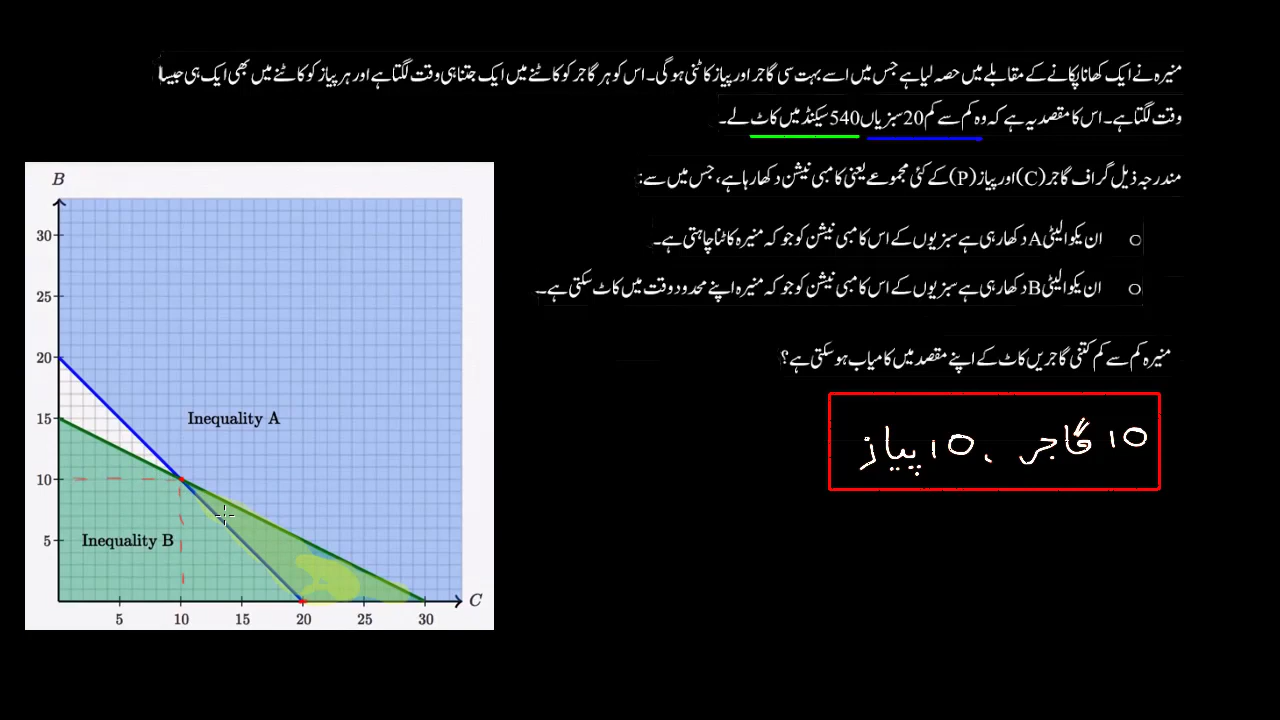 منیرہ نے ایک کھانا پکانے کے مقابلے میں حصہ لیا ہے جس میں اسے بہت سی گاجر اور پیاز کاٹنی ہوگی۔ اس کو ہر گاجر کو کاٹنے میں ایک جتنا ہی وقت لگتا ہے اور ہر پیاز کو کاٹنے میں بھی ایک ہی جیسا
وقت لگتا ہے۔ اس کا مقصد یہ ہے کہ وہ کم سے کم 20 سبزیاں 540 سیکنڈ میں کاٹ لے۔
مندرجہ ذیل گراف گاجر (C) اور پیاز (P) کے کئی مجموعے یعنی کامبی نیشن دکھا رہا ہے، جس میں سے:
o ان یکوالیٹی A دکھا رہی ہے سبزیوں کے اس کامبی نیشن کو جو کہ منیرہ کاٹنا چاہتی ہے۔
o ان یکوالیٹی B دکھا رہی ہے سبزیوں کے اس کامبی نیشن کو جو کہ منیرہ اپنے محدود وقت میں کاٹ سکتی ہے۔
منیرہ کم سے کم کتنی گاجریں کاٹ کے اپنے مقصد میں کامیاب ہو سکتی ہے؟
10 گاجر، 10 پیاز
B
30
25
20
15
10
5
Inequality A
Inequality B
5 10 15 20 25 30
C